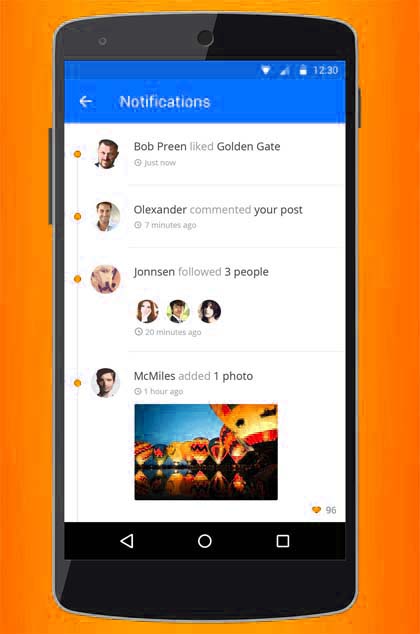 12:30
Notifications
Bob Preen liked Golden Gate
Just now
Olexander commented your post
7 minutes ago
Jonnsen followed 3 people
20 minutes ago
McMiles added 1 photo
1 hour ago
96